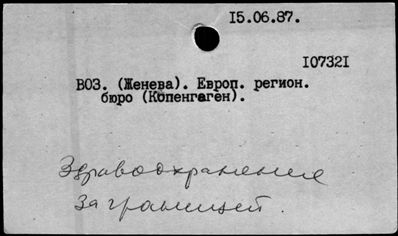 15.06.87.
107321
ВОЗ. (Женева). Европ. регион.
бюро (Копенгаген).
Здравоохранение
за границей.